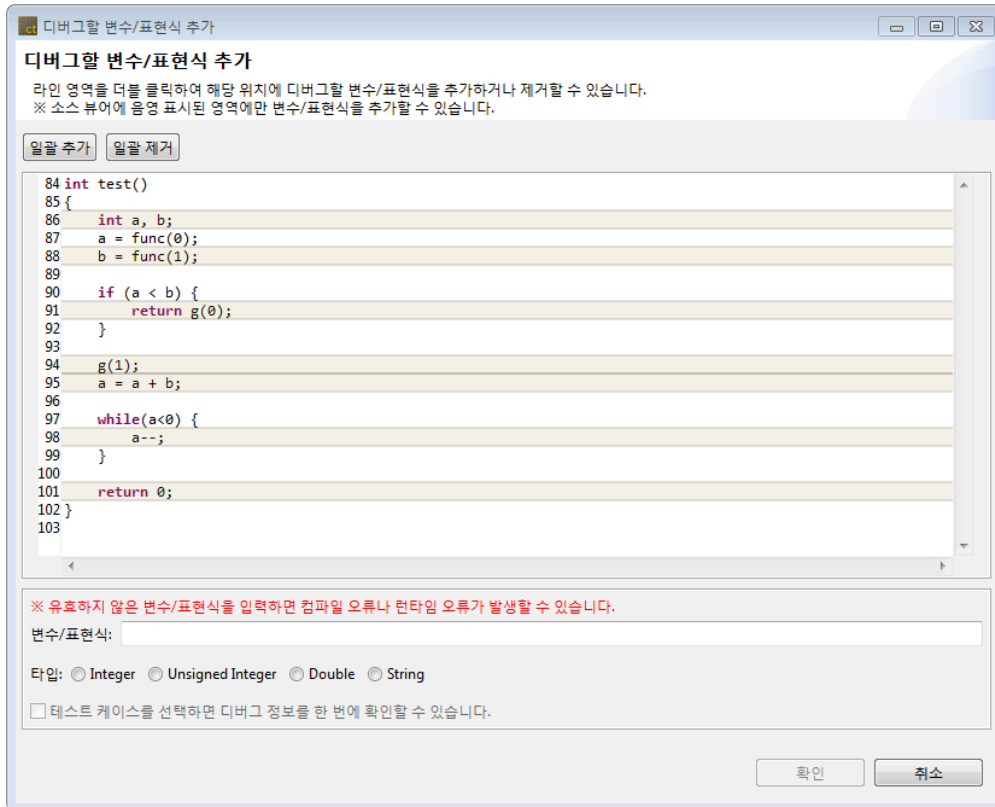 ct 디버그할 변수/표현식 추가
디버그할 변수/표현식 추가
라인 영역을 더블 클릭하여 해당 위치에 디버그할 변수/표현식을 추가하거나 제거할 수 있습니다.
※ 소스 뷰어에 음영 표시된 영역에만 변수/표현식을 추가할 수 있습니다.
일괄 추가 일괄 제거
84 int test()
85 {
86 int a, b;
87 a = func(0);
88 b = func(1);
89
90 if (a < b) {
91 return g(0);
92 }
93
94 g(1);
95 a = a + b;
96
97 while(a<0) {
98 a--;
99 }
100
101 return 0;
102 }
103
※ 유효하지 않은 변수/표현식을 입력하면 컴파일 오류나 런타임 오류가 발생할 수 있습니다.
변수/표현식:
타입: Integer Unsigned Integer Double String
테스트 케이스를 선택하면 디버그 정보를 한 번에 확인할 수 있습니다.
확인 취소